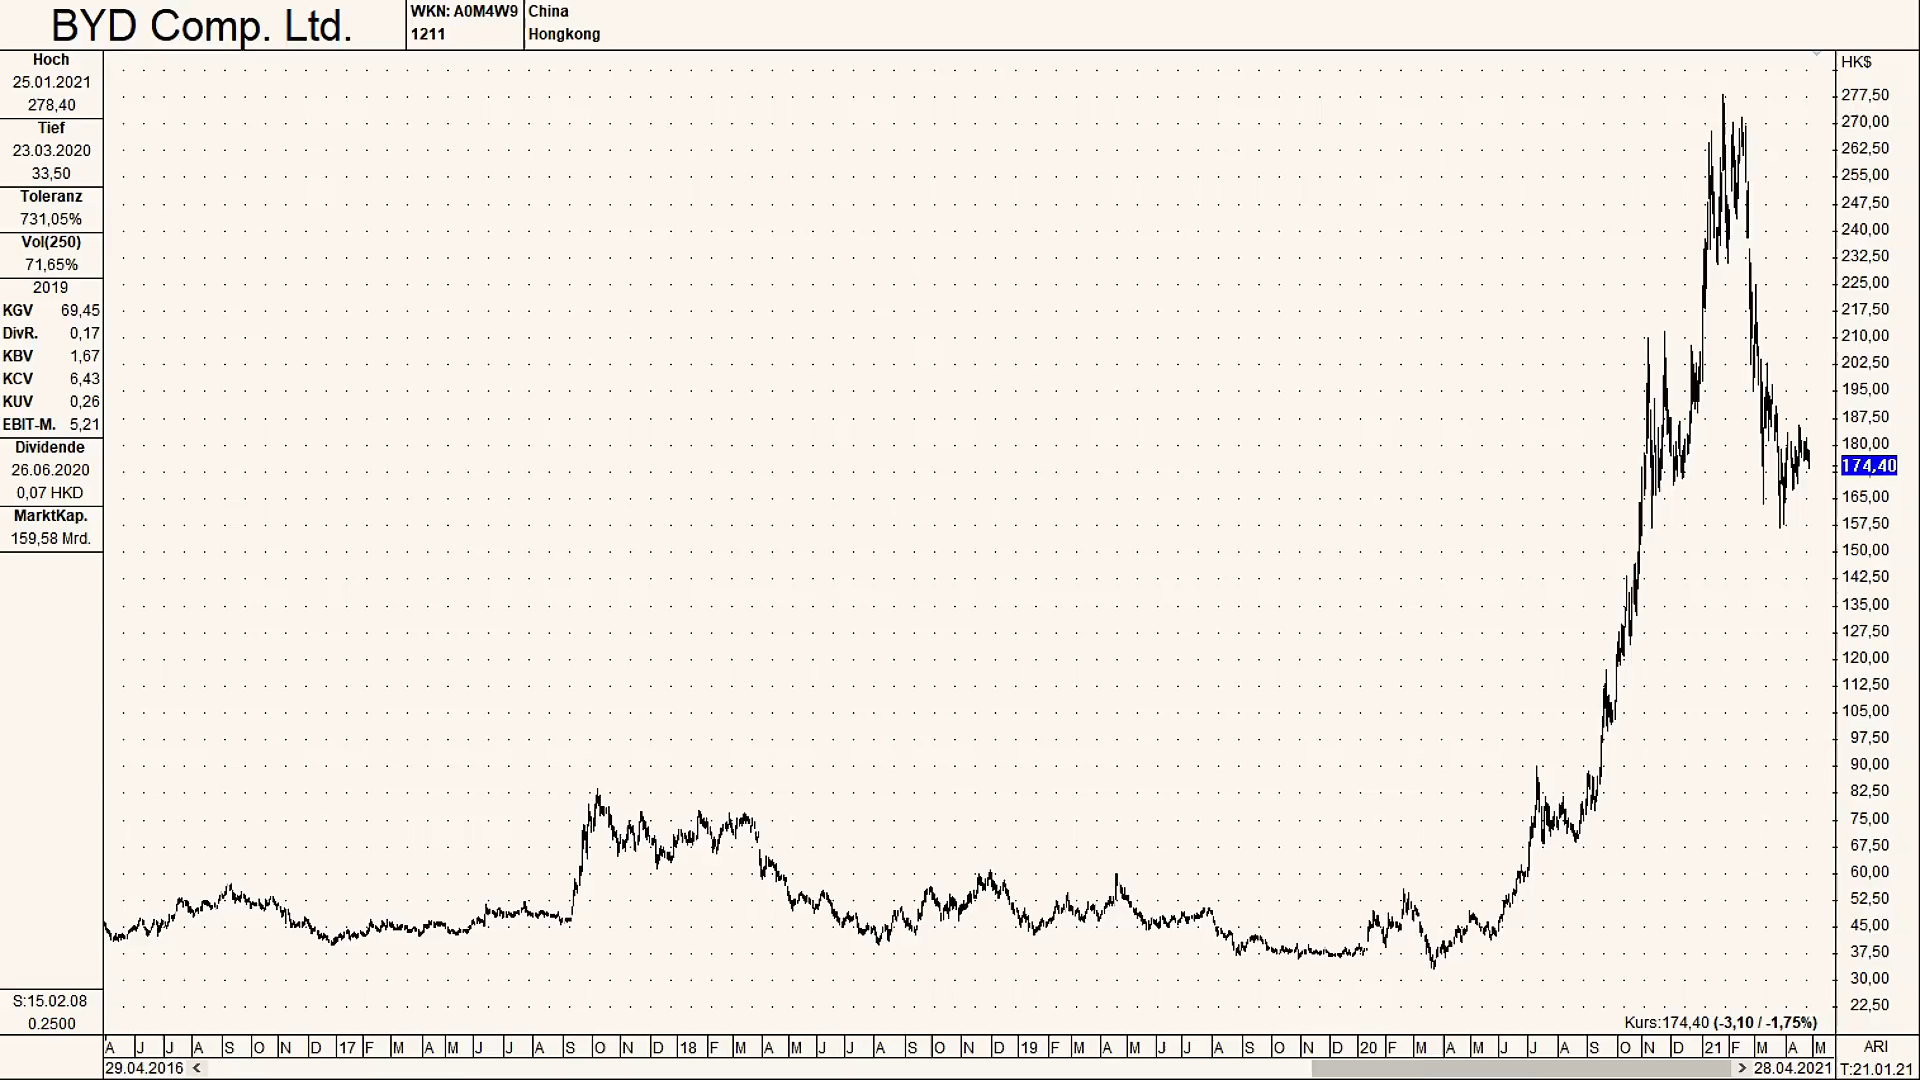 BYD Comp. Ltd.
WKN: A0M4W9
1211
China
Hongkong
Hoch
25.01.2021
278,40
Tief
23.03.2020
33,50
Toleranz
731,05%
Vol(250)
71,65%
2019
KGV 69,45
DivR. 0,17
KBV 1,67
KCV 6,43
KUV 0,26
EBIT-M. 5,21
Dividende
26.06.2020
0,07 HKD
MarktKap.
159,58 Mrd.
S:15.02.08
0.2500
HK$
277,50
270,00
262,50
255,00
247,50
240,00
232,50
225,00
217,50
210,00
202,50
195,00
187,50
180,00
174,40
165,00
157,50
150,00
142,50
135,00
127,50
120,00
112,50
105,00
97,50
90,00
82,50
75,00
67,50
60,00
52,50
45,00
37,50
30,00
22,50
Kurs:174,40 (-3,10 / -1,75%)
A J J A S O N D 17 F M A M J J A S O N D 18 F M A M J J A S O N D 19 F M A M J J A S O N D 20 F M A M J J A S O N D 21 F M A M
ARI
29.04.2016 < > 28.04.2021
T:21.01.21